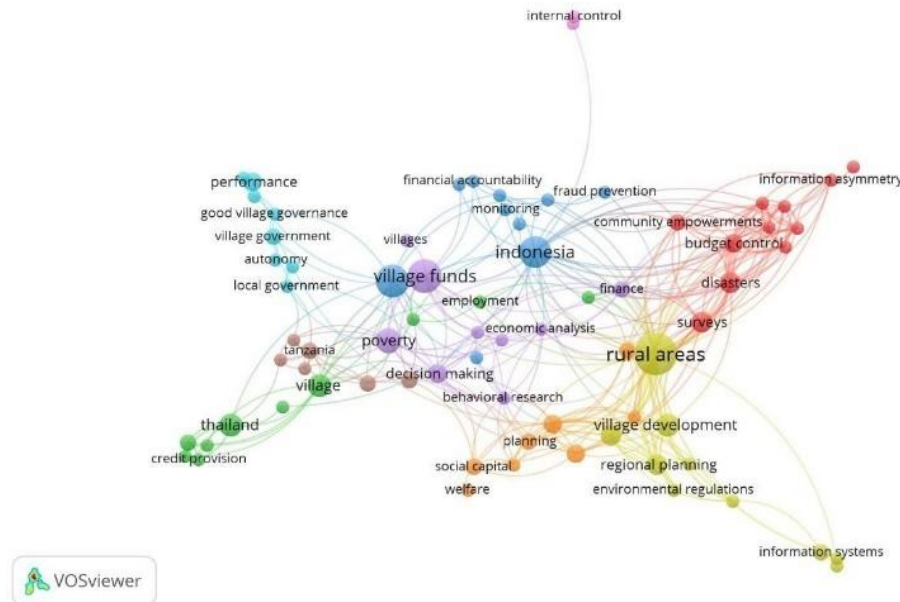 internal control
performance
financial accountability
fraud prevention
information asymmetry
good village governance
monitoring
community empowerments
village government
villages
indonesia
budget control
autonomy
village funds
local government
employment
finance
disasters
economic analysis
surveys
tanzania
poverty
rural areas
village
decision making
behavioral research
thailand
planning
village development
credit provision
social capital
regional planning
welfare
environmental regulations
information systems
VOSviewer